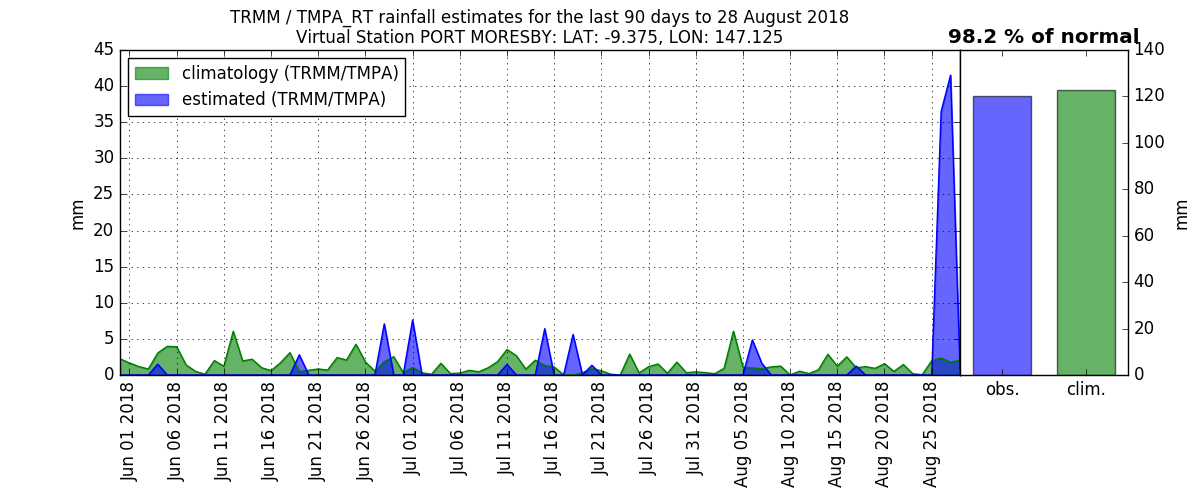 TRMM / TMPA_RT rainfall estimates for the last 90 days to 28 August 2018
Virtual Station PORT MORESBY: LAT: -9.375, LON: 147.125
98.2 % of normal
climatology (TRMM/TMPA)
estimated (TRMM/TMPA)
mm
45
40
35
30
25
20
15
10
5
0
Jun 01 2018
Jun 06 2018
Jun 11 2018
Jun 16 2018
Jun 21 2018
Jun 26 2018
Jul 01 2018
Jul 06 2018
Jul 11 2018
Jul 16 2018
Jul 21 2018
Jul 26 2018
Jul 31 2018
Aug 05 2018
Aug 10 2018
Aug 15 2018
Aug 20 2018
Aug 25 2018
obs.
clim.
140
120
100
80
60
40
20
0
mm